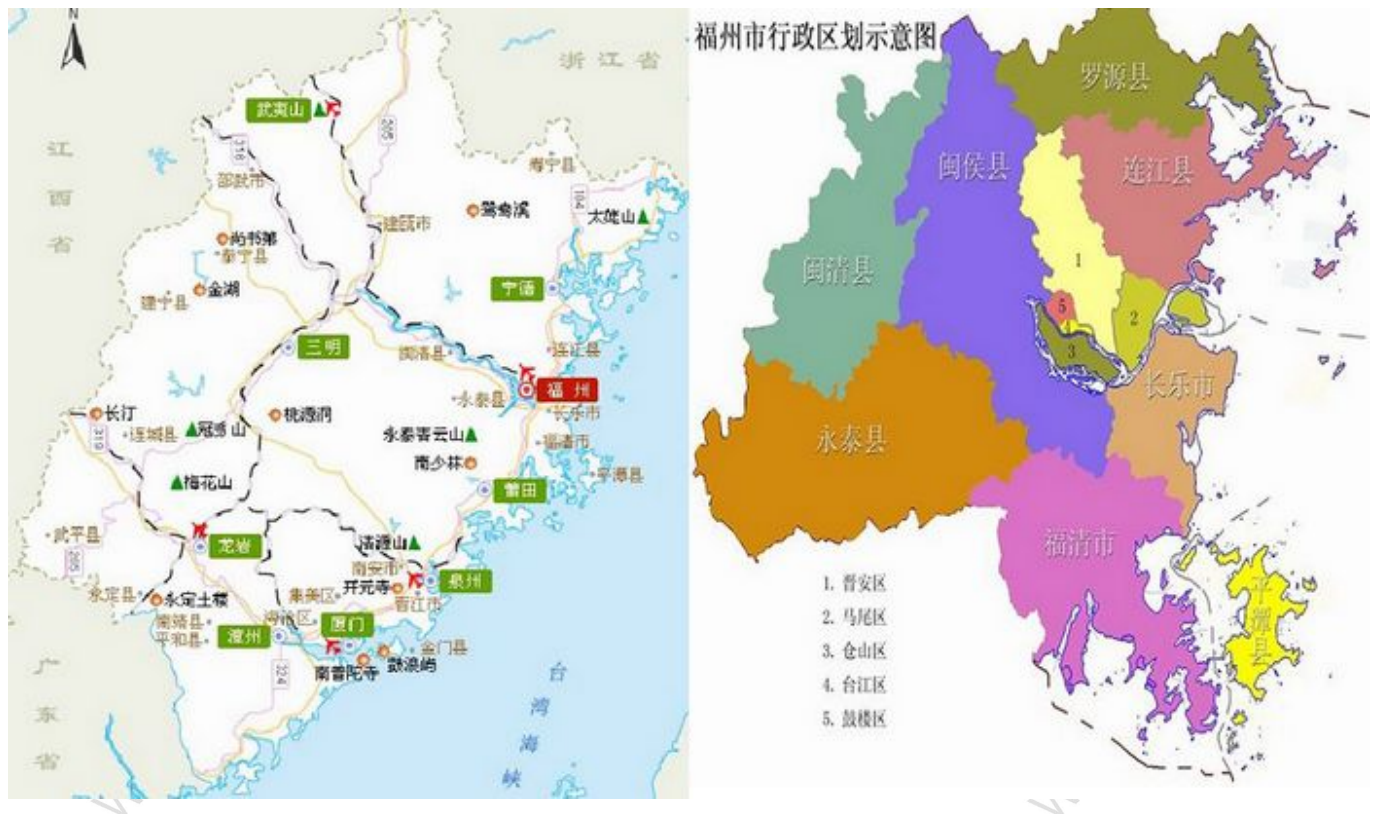 N
浙江省
江西省
武夷山
205
316
寿宁县
邵武市
104
鸳鸯溪
太姥山
建瓯市
尚书第
泰宁县
宁德
建宁县
金湖
三明
闽清县
连江县
福州
永泰县
长乐市
长汀
桃源洞
319
连城县
冠豸山
永泰青云山
福清市
南少林
平潭县
梅花山
莆田
武平县
龙岩
清源山
205
南安市
泉州
永定县
永定土楼
集美区
开元寺
晋江市
南靖县
海沧区
厦门
平和县
漳州
金门县
鼓浪屿
南普陀寺
324
广东省
台湾海峡
福州市行政区划示意图
罗源县
闽侯县
连江县
闽清县
1
5
2
4
3
长乐市
永泰县
福清市
平潭县
1. 晋安区
2. 马尾区
3. 仓山区
4. 台江区
5. 鼓楼区